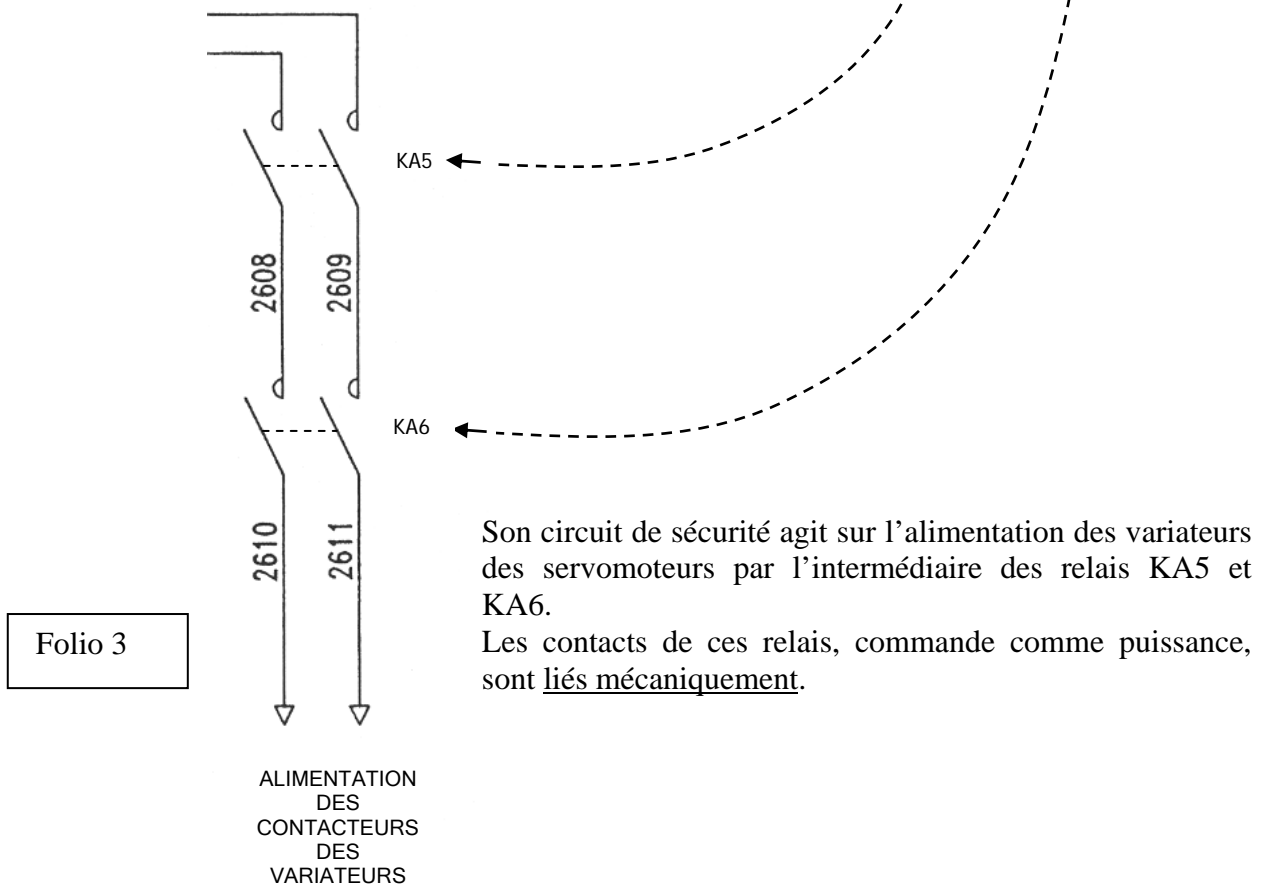 KA5
2608
2609
KA6
2610
2611
Son circuit de sécurité agit sur l’alimentation des variateurs
des servomoteurs par l’intermédiaire des relais KA5 et
KA6.
Les contacts de ces relais, commande comme puissance,
sont liés mécaniquement.
Folio 3
ALIMENTATION
DES
CONTACTEURS
DES
VARIATEURS